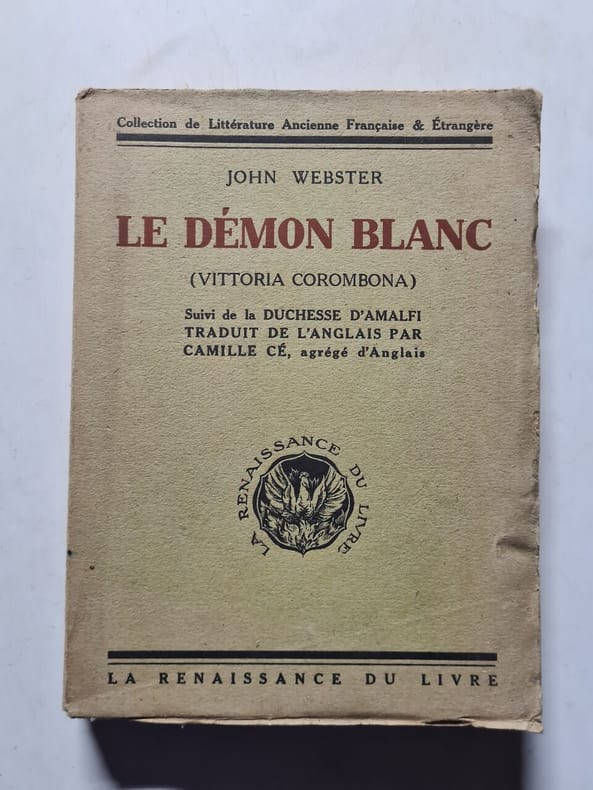 Collection de Littérature Ancienne Française & Étrangère
JOHN WEBSTER
LE DÉMON BLANC
(VITTORIA COROMBONA)
Suivi de la DUCHESSE D'AMALFI
TRADUIT DE L'ANGLAIS PAR
CAMILLE CÉ, agrégé d'Anglais
LA RENAISSANCE DU LIVRE
LA RENAISSANCE DU LIVRE